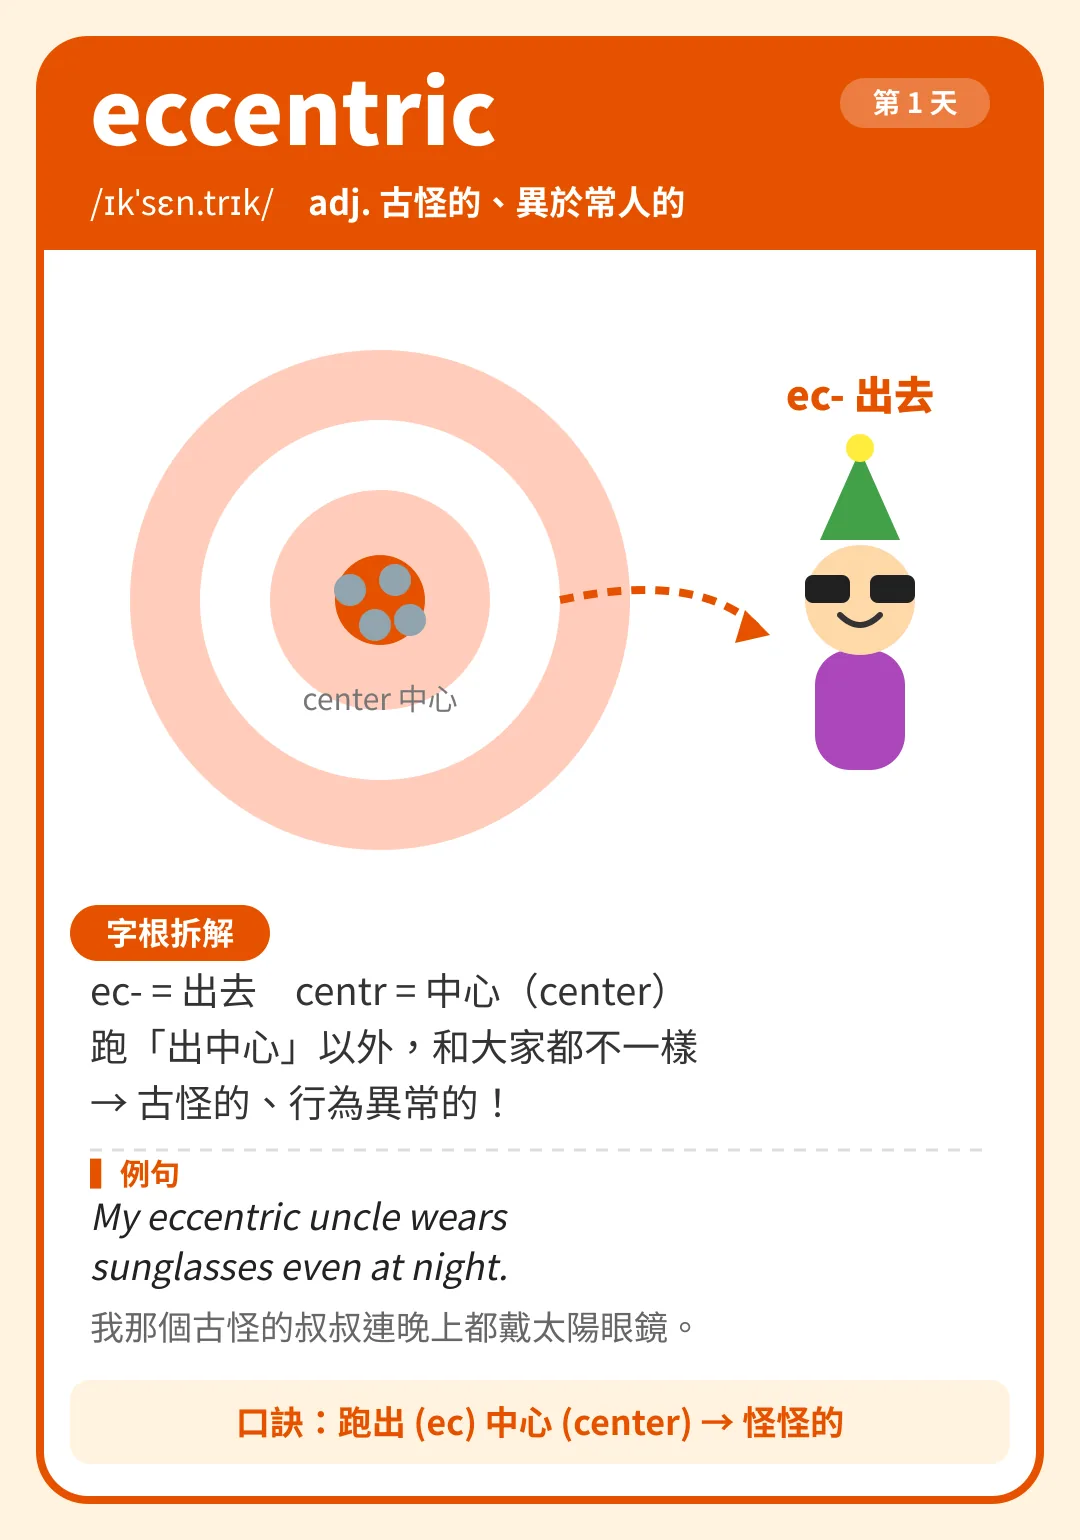 eccentric
第 1 天
/ɪkˈsɛn.trɪk/ adj. 古怪的、異於常人的
ec- 出去
center 中心
字根拆解
ec- = 出去 centr = 中心（center）
跑「出中心」以外，和大家都不一樣
→ 古怪的、行為異常的！
例句
My eccentric uncle wears
sunglasses even at night.
我那個古怪的叔叔連晚上都戴太陽眼鏡。
口訣：跑出 (ec) 中心 (center) → 怪怪的